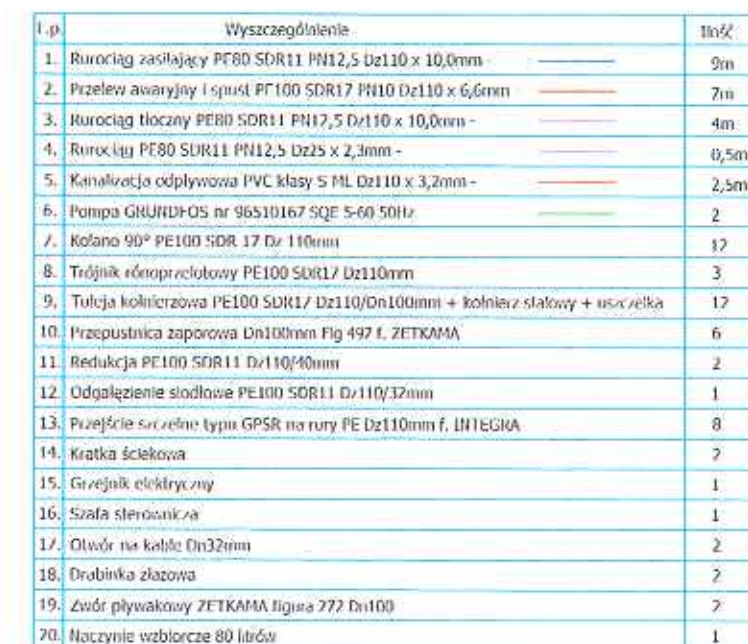 L.p. Wyszczególnienie Ilość
1. Rurociąg zasilający PE80 SDR11 PN12,5 Dz110 x 10,0mm - 9m
2. Przelew awaryjny i spust PE100 SDR17 PN10 Dz110 x 6,6mm 7m
3. Rurociąg tłoczny PE80 SDR11 PN12,5 Dz110 x 10,0mm - 4m
4. Rurociąg PE80 SDR11 PN12,5 Dz25 x 2,3mm - 0,5m
5. Kanalizacja odpływowa PVC klasy S ML Dz110 x 3,2mm - 2,5m
6. Pompa GRUNDFOS nr 96510167 SQE 5-60 50Hz 2
7. Kolano 90° PE100 SDR 17 Dz 110mm 12
8. Trójnik rónoprzelotowy PE100 SDR17 Dz110mm 3
9. Tuleja kołnierzowa PE100 SDR17 Dz110/Dn100mm + kołnierz stalowy + uszczelka 12
10. Przepustnica zaporowa Dn100mm Fig 497 f. ZETKAMA 6
11. Redukcja PE100 SDR11 Dz110/40mm 2
12. Odgałęzienie siodłowe PE100 SDR11 Dz110/32mm 1
13. Przejście szczelne typu GPSR na rury PE Dz110mm f. INTEGRA 8
14. Kratka ściekowa 2
15. Grzejnik elektryczny 1
16. Szafa sterownicza 1
17. Otwór na kable Dn32mm 2
18. Drabinka złazowa 2
19. Zwór pływakowy ZETKAMA figura 272 Dn100 2
20. Naczynie wzbiorcze 80 litrów 1